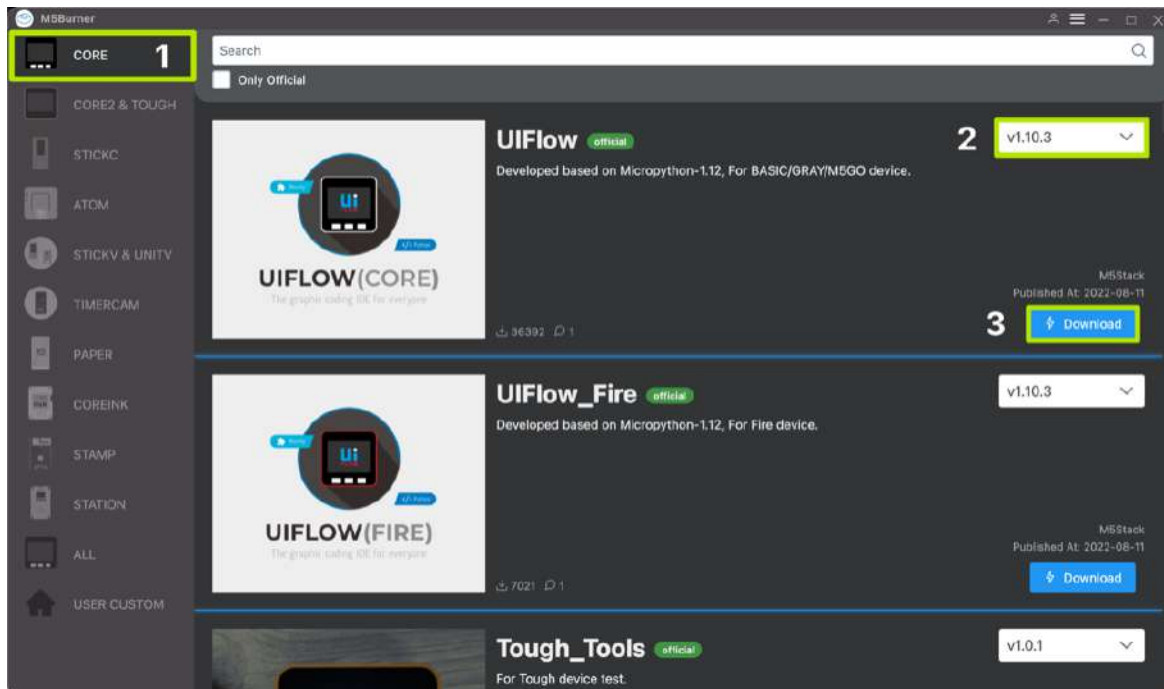 M5Burner
CORE
1
Search
Only Official
CORE2 & TOUGH
STICKC
ATOM
STICKV & UNITV
TIMERCAM
PAPER
COREINK
STAMP
STATION
ALL
USER CUSTOM
UIFlow official
2
v1.10.3
Developed based on Micropython-1.12, For BASIC/GRAY/M5GO device.
Ui
UIFLOW(CORE)
The graphic coding IDE for everyone
36392 1
M5Stack
Published At: 2022-08-11
3
Download
UIFlow_Fire official
v1.10.3
Developed based on Micropython-1.12, For Fire device.
Ui
UIFLOW(FIRE)
The graphic coding IDE for everyone
7021 1
M5Stack
Published At: 2022-08-11
Download
Tough_Tools official
v1.0.1
For Tough device test.